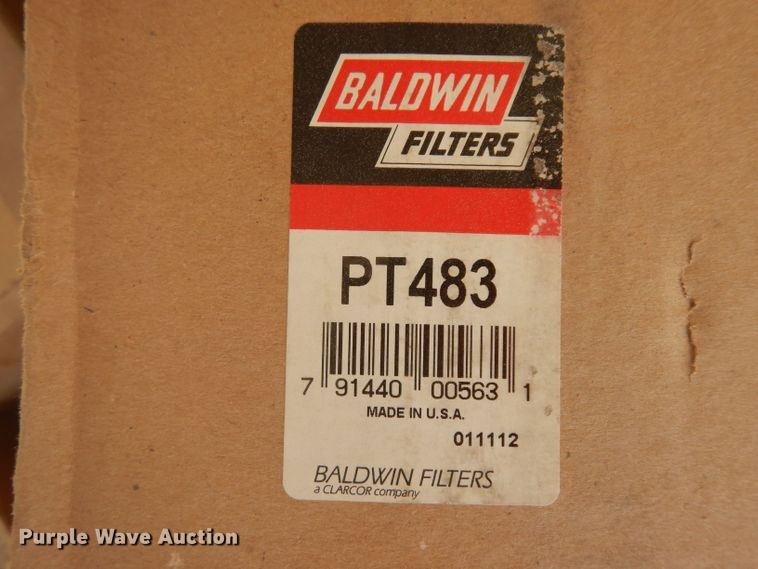 BALDWIN
FILTERS
PT483
7 91440 00563 1
MADE IN U.S.A.
011112
BALDWIN FILTERS
a CLARCOR company
Purple Wave Auction